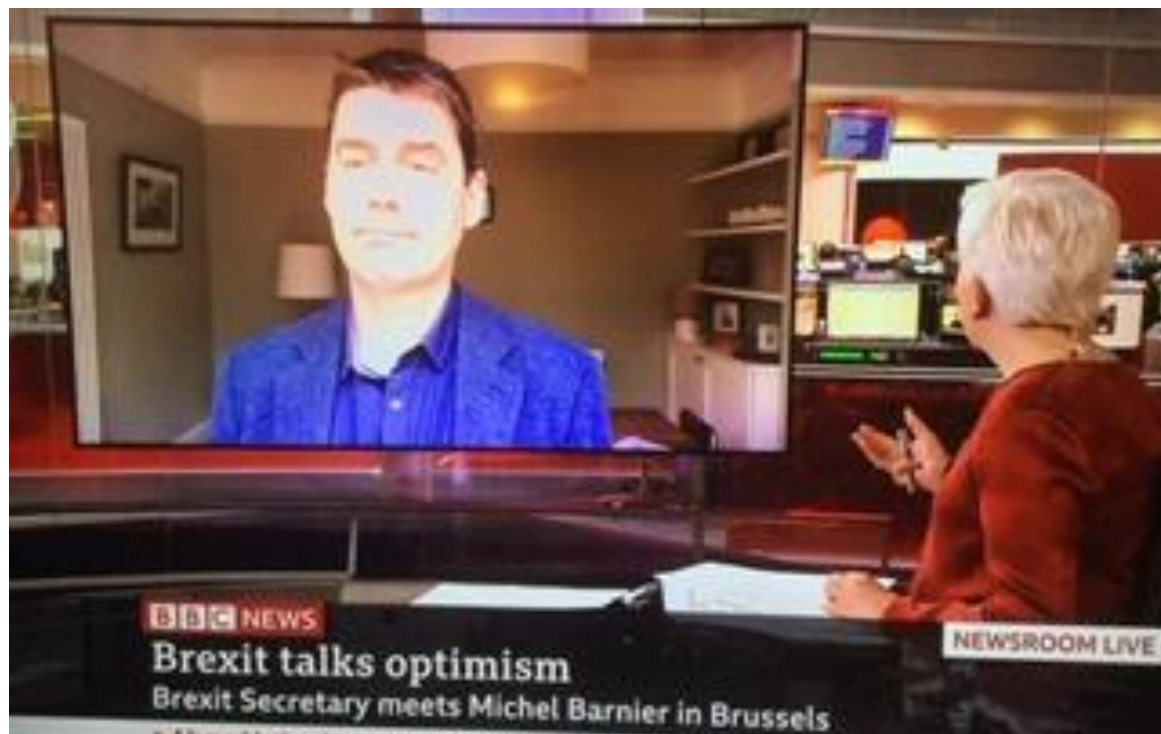 BBC NEWS
Brexit talks optimism
NEWSROOM LIVE
Brexit Secretary meets Michel Barnier in Brussels